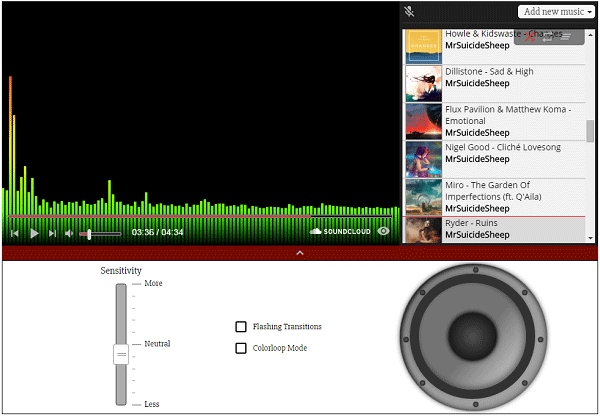 Add new music
Howle & Kidswaste - Changes
MrSuicideSheep
Dillistone - Sad & High
MrSuicideSheep
Flux Pavilion & Matthew Koma -
Emotional
MrSuicideSheep
Nigel Good - Cliché Lovesong
MrSuicideSheep
Miro - The Garden Of
Imperfections (ft. Q'Aila)
MrSuicideSheep
Ryder - Ruins
MrSuicideSheep
03:36 / 04:34
SOUNDCLOUD
Sensitivity
More
Neutral
Less
Flashing Transitions
Colorloop Mode